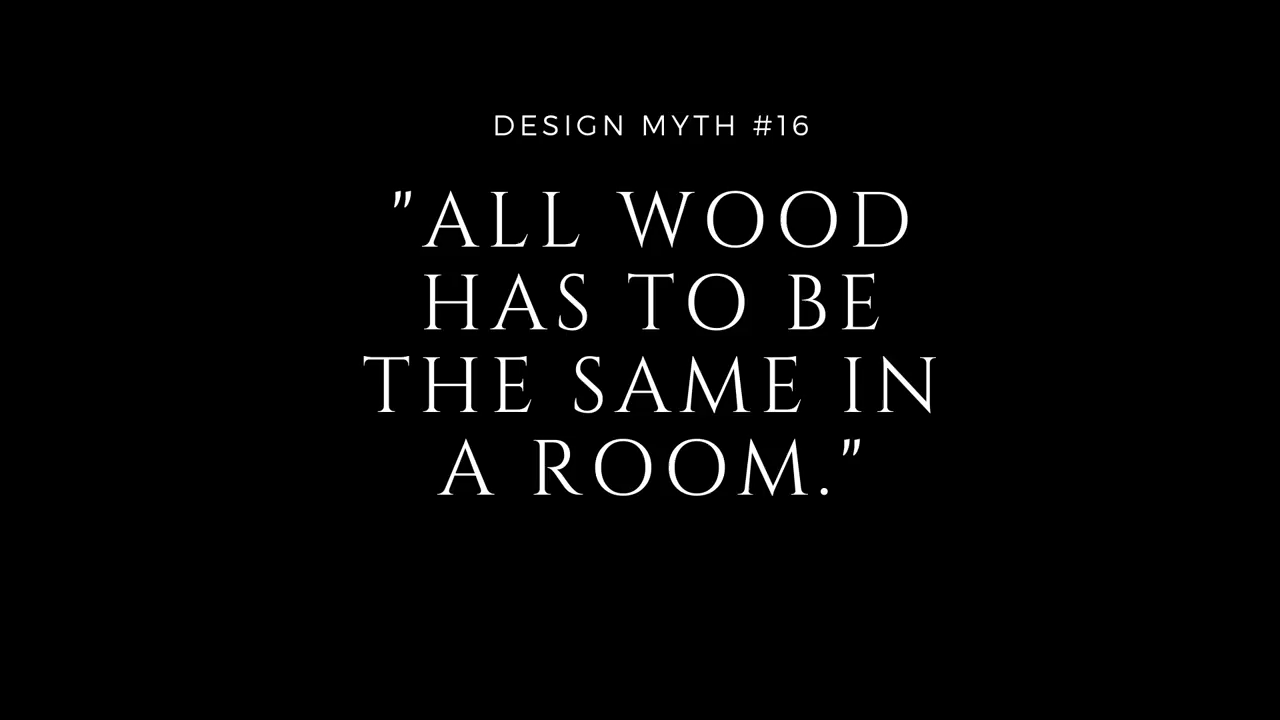 DESIGN MYTH #16
"ALL WOOD
HAS TO BE
THE SAME IN
A ROOM."